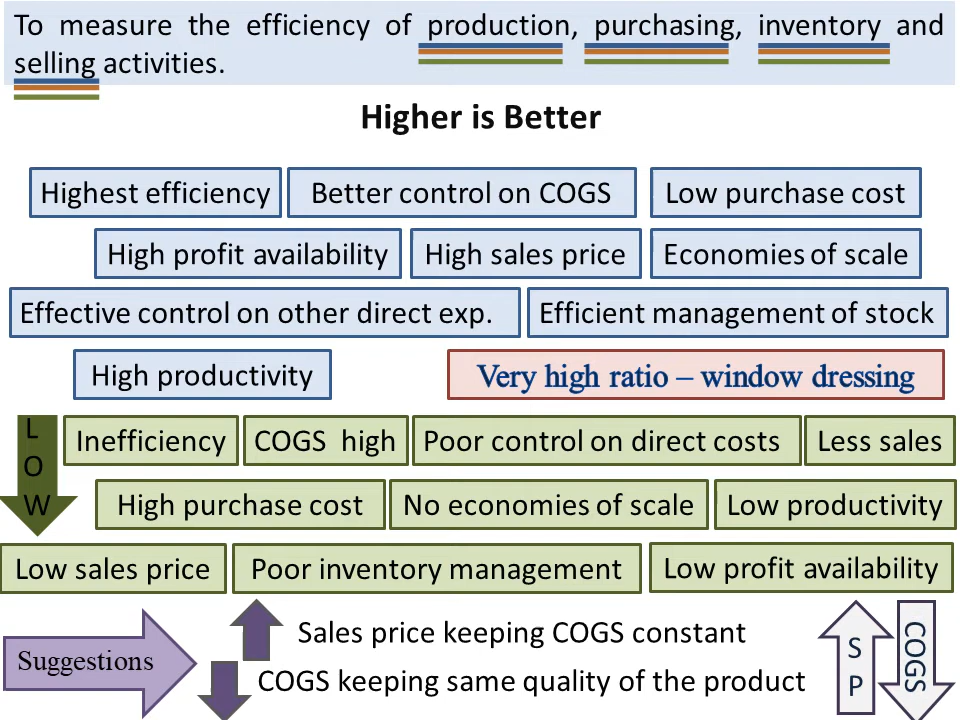 To measure the efficiency of production, purchasing, inventory and
selling activities.
Higher is Better
Highest efficiency
Better control on COGS
Low purchase cost
High profit availability
High sales price
Economies of scale
Effective control on other direct exp.
Efficient management of stock
High productivity
Very high ratio – window dressing
LOW
Inefficiency
COGS high
Poor control on direct costs
Less sales
High purchase cost
No economies of scale
Low productivity
Low sales price
Poor inventory management
Low profit availability
Suggestions
Sales price keeping COGS constant
COGS keeping same quality of the product
SP
COGS